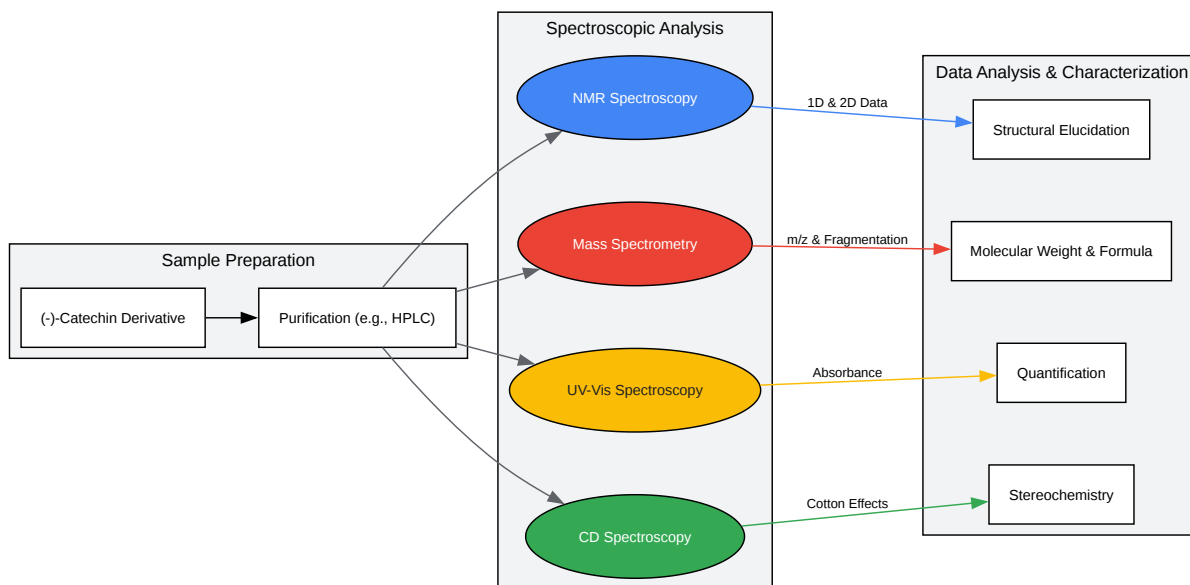 Sample Preparation
(-)-Catechin Derivative
Purification (e.g., HPLC)
Spectroscopic Analysis
NMR Spectroscopy
Mass Spectrometry
UV-Vis Spectroscopy
CD Spectroscopy
1D & 2D Data
m/z & Fragmentation
Absorbance
Cotton Effects
Data Analysis & Characterization
Structural Elucidation
Molecular Weight & Formula
Quantification
Stereochemistry